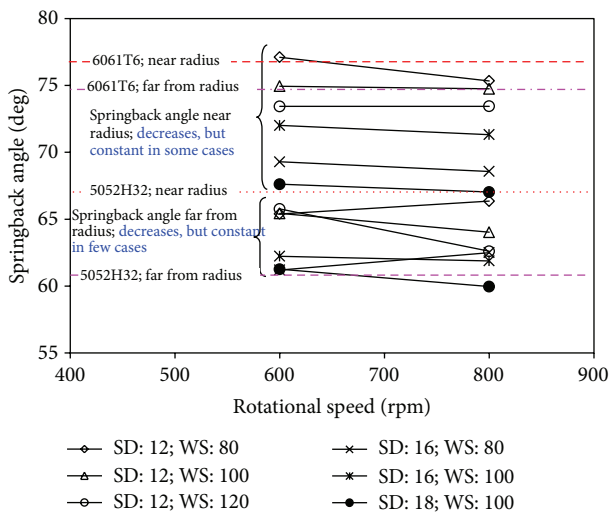 80
75
70
65
60
55
Springback angle (deg)
6061T6; near radius
6061T6; far from radius
Springback angle near
radius; decreases, but
constant in some cases
5052H32; near radius
Springback angle far from
radius; decreases, but constant
in few cases
5052H32; far from radius
400 500 600 700 800 900
Rotational speed (rpm)
SD: 12; WS: 80
SD: 12; WS: 100
SD: 12; WS: 120
SD: 16; WS: 80
SD: 16; WS: 100
SD: 18; WS: 100